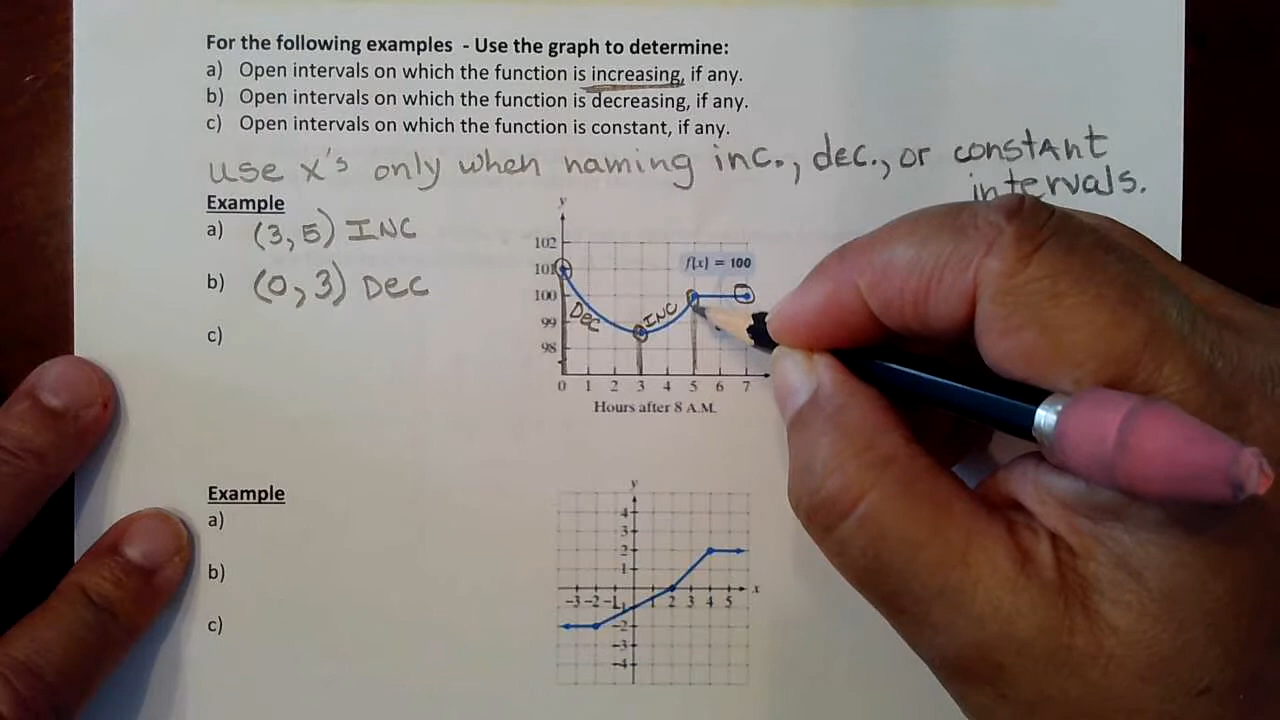 For the following examples - Use the graph to determine:
a) Open intervals on which the function is increasing, if any.
b) Open intervals on which the function is decreasing, if any.
c) Open intervals on which the function is constant, if any.
use x's only when naming inc., dec., or constant
intervals.
Example
a) (3, 5) INC
b) (0, 3) Dec
c)
y
102
101
100
99
98
f(x) = 100
Dec
INC
0 1 2 3 4 5 6 7
Hours after 8 A.M.
Example
a)
b)
c)
y
4
3
2
1
-3 -2 -1 1 2 3 4 5 x
-2
-3
-4